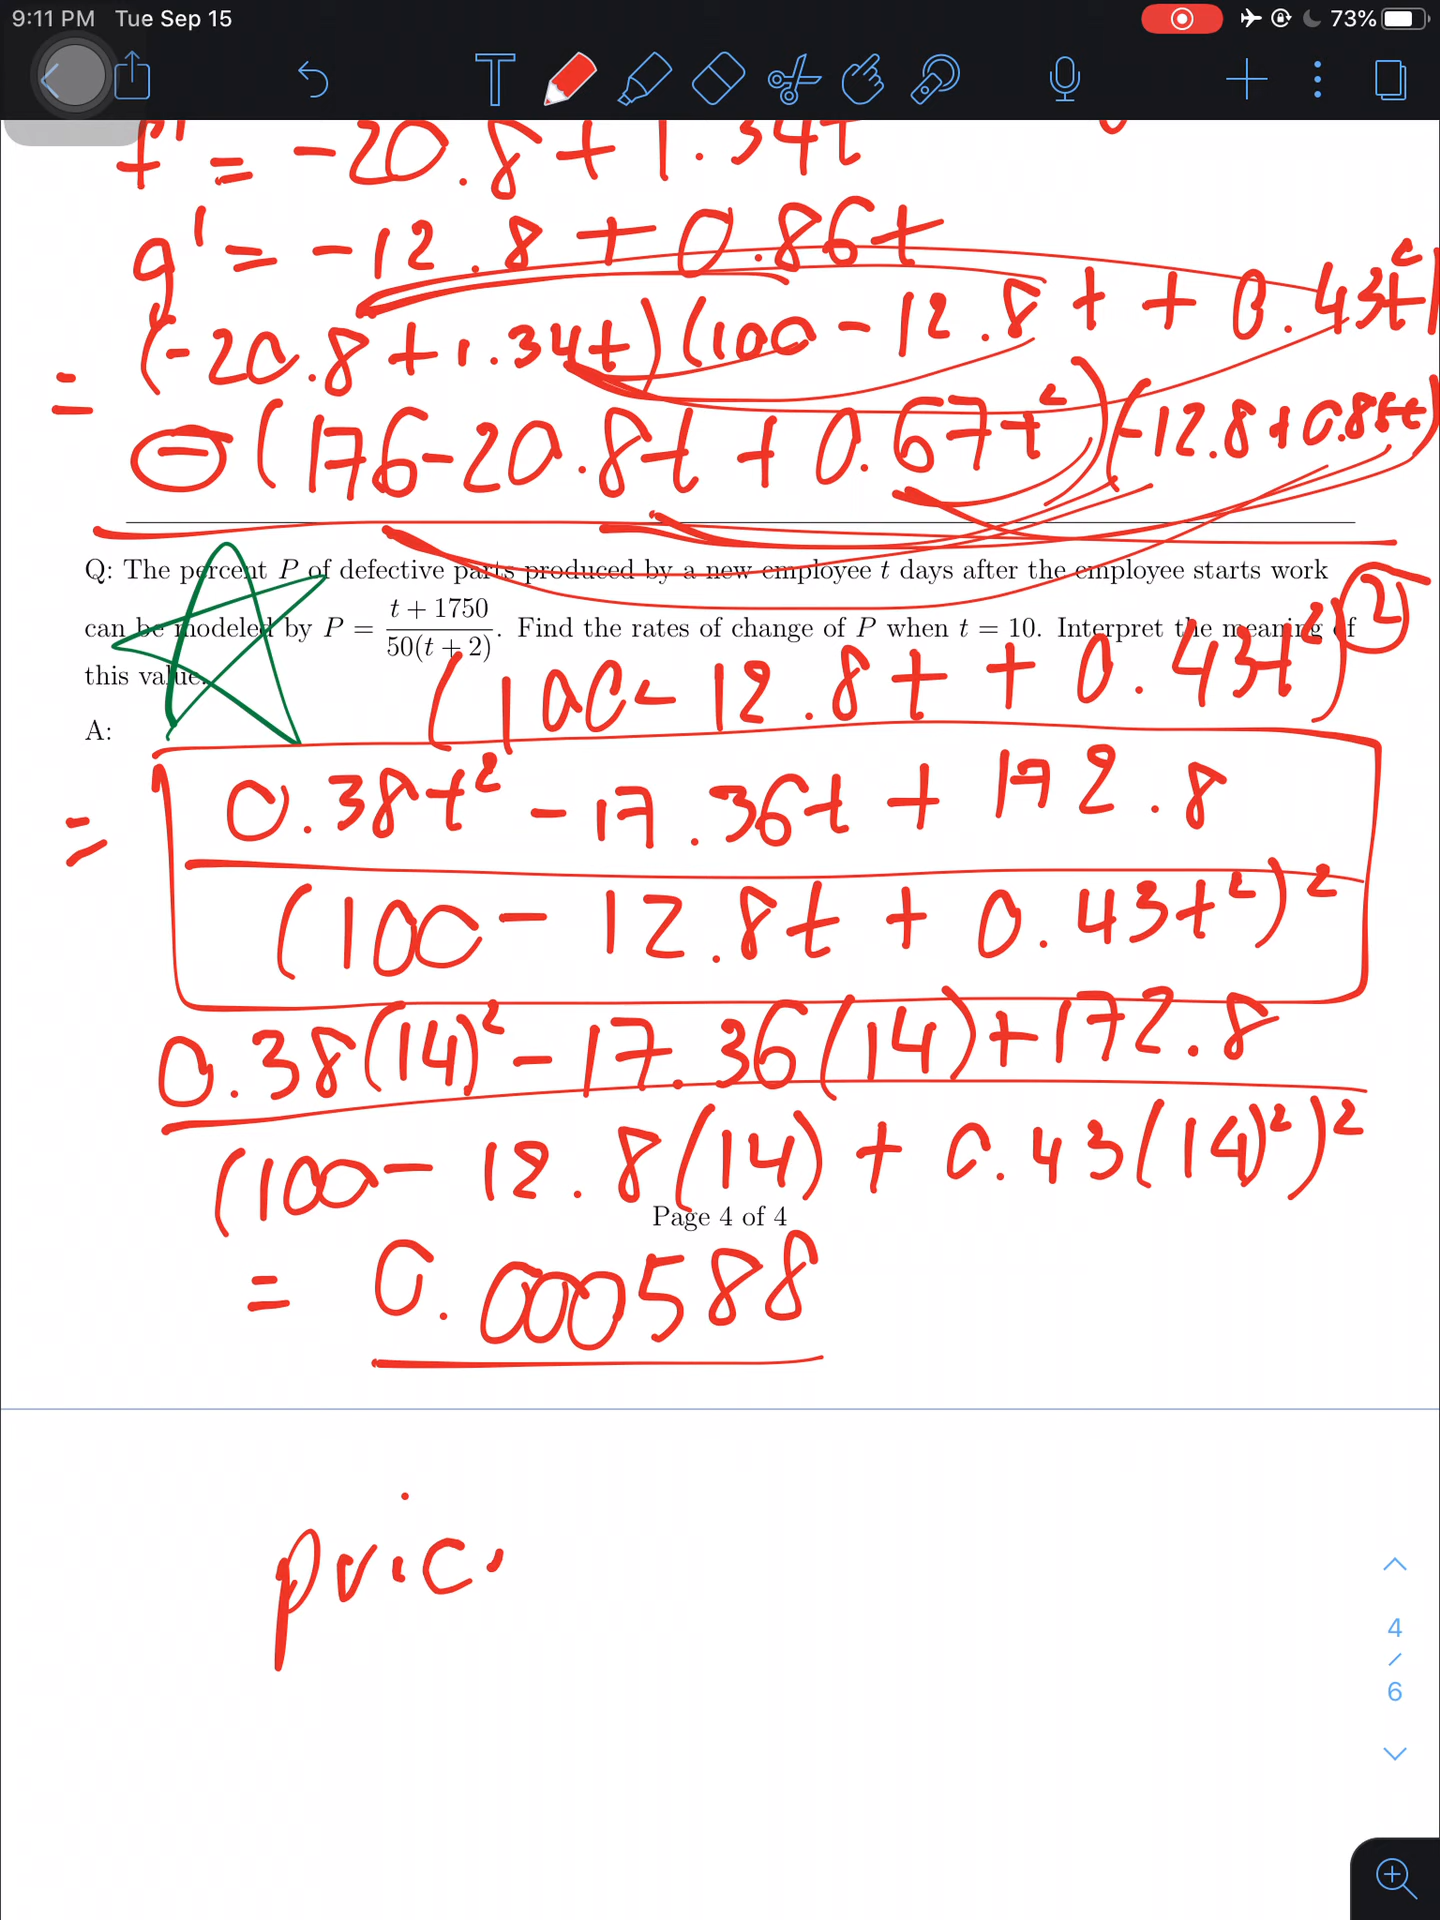 9:11 PM Tue Sep 15 73%
f' = -20.8 + 1.34t
g' = -12.8 + 0.86t
= (-20.8 + 1.34t)(100 - 12.8t + 0.43t²)
- (176 - 20.8t + 0.67t²)(-12.8 + 0.86t)
Q: The percent P of defective parts produced by a new employee t days after the employee starts work
can be modeled by P = (t + 1750)/(50(t + 2)). Find the rates of change of P when t = 10. Interpret the meaning of
this value.
(100 - 12.8t + 0.43t²)²
A:
= 0.38t² - 17.36t + 172.8
(100 - 12.8t + 0.43t²)²
0.38(14)² - 17.36(14) + 172.8
(100 - 12.8(14) + 0.43(14)²)²
Page 4 of 4
= 0.000588
pric
4
/
6